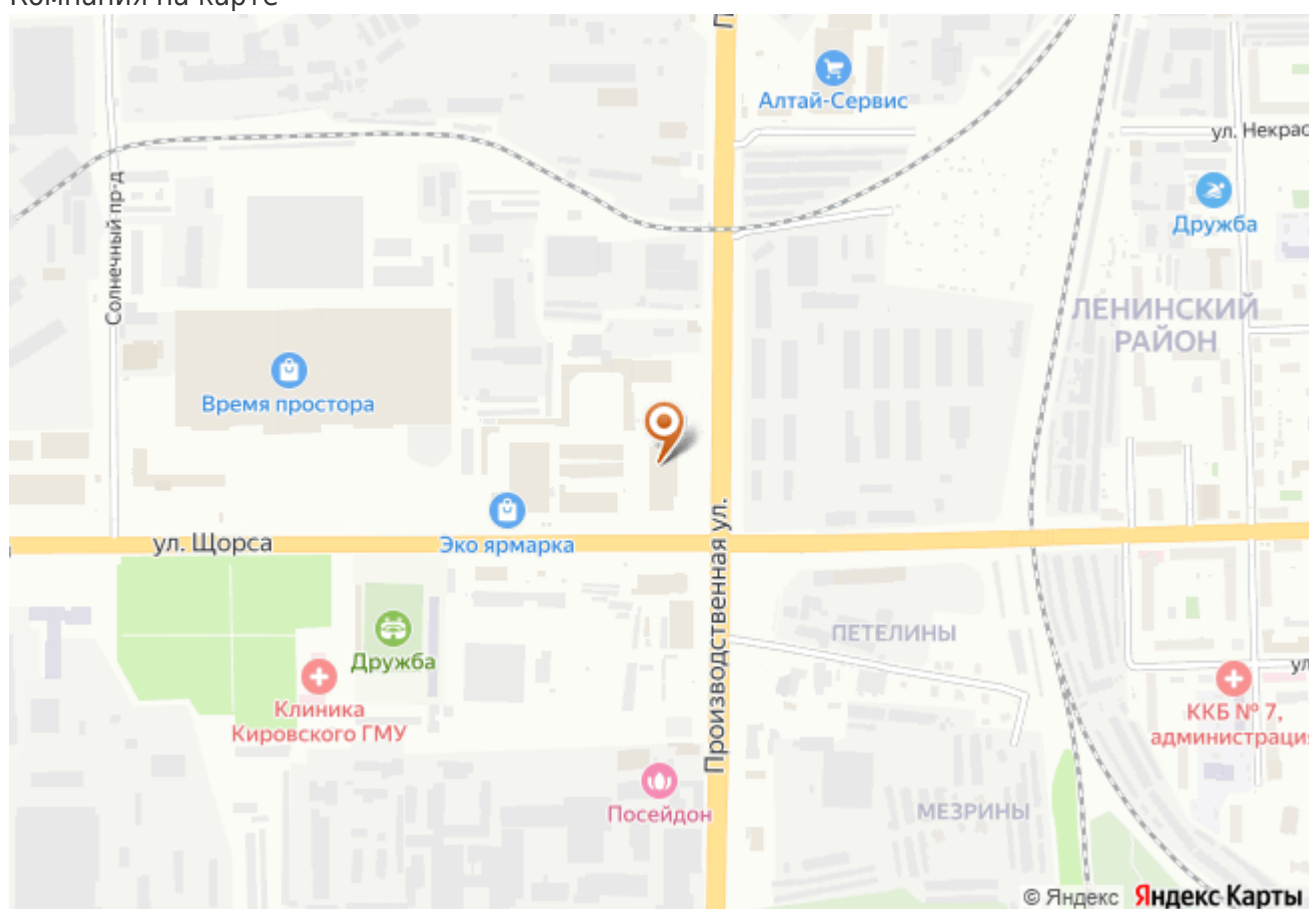 Компания на карте
Алтай-Сервис
ул. Некрас
Солнечный пр-д
Дружба
ЛЕНИНСКИЙ
РАЙОН
Время простора
ул. Щорса
Эко ярмарка
Производственная ул.
ПЕТЕЛИНЫ
Дружба
Клиника
Кировского ГМУ
ул
ККБ № 7,
администрация
Посейдон
МЕЗРИНЫ
© Яндекс Яндекс Карты